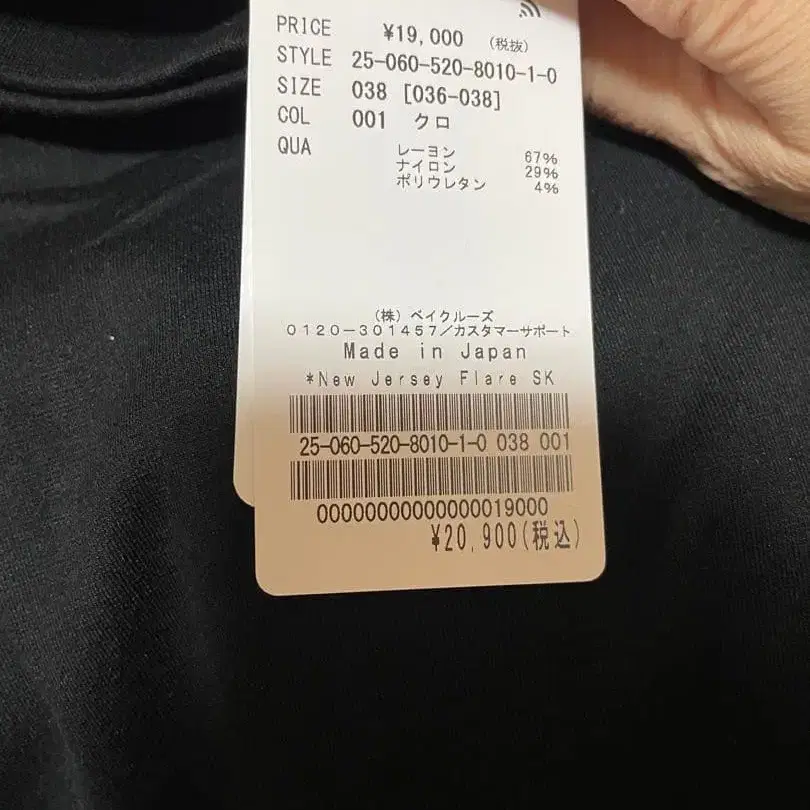 PRICE ¥19,000 (税抜)
STYLE 25-060-520-8010-1-0
SIZE 038 [036-038]
COL 001 クロ
QUA レーヨン 67%
ナイロン 29%
ポリウレタン 4%
(株) ベイクルーズ
0120-301457/カスタマーサポート
Made in Japan
*New Jersey Flare SK
25-060-520-8010-1-0 038 001
00000000000000019000
¥20,900(税込)